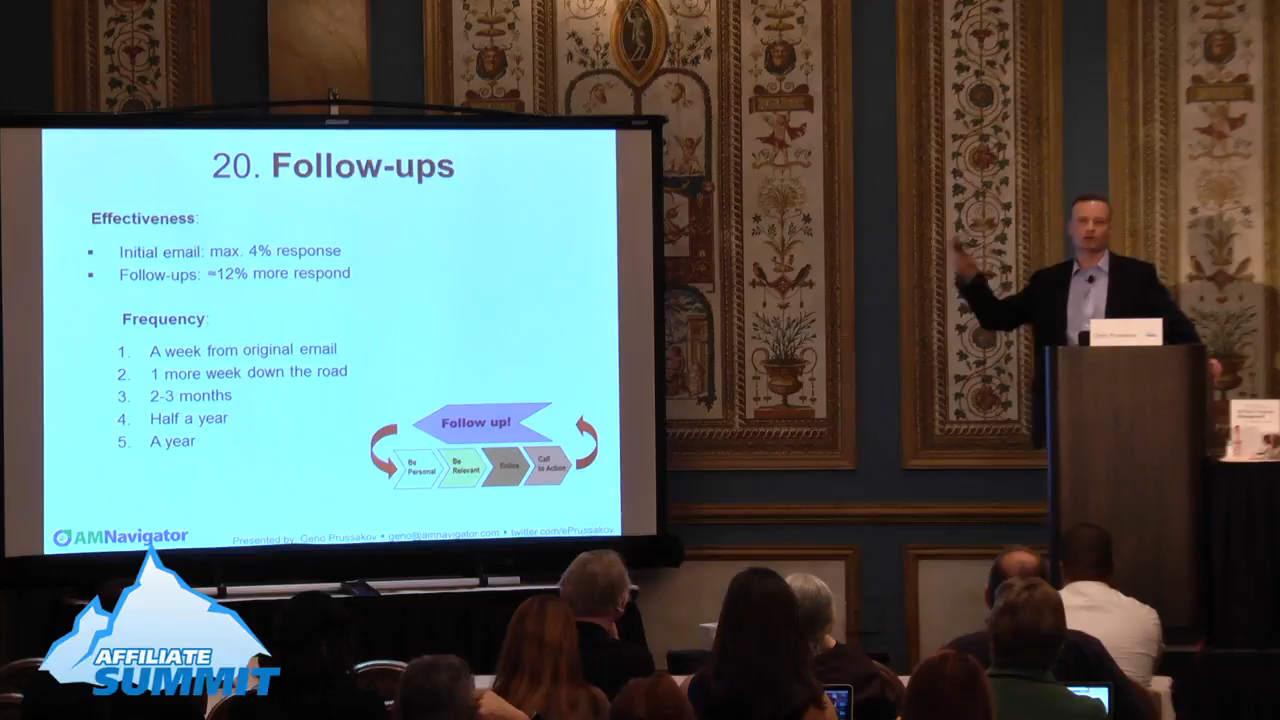 20. Follow-ups
Effectiveness:
Initial email: max. 4% response
Follow-ups: ≈12% more respond
Frequency:
1. A week from original email
2. 1 more week down the road
3. 2-3 months
4. Half a year
5. A year
Follow up!
Be Personal
Be Relevant
Entice
Call to Action
AMNavigator
Presented by: Geno Prussakov • geno@amnavigator.com • twitter.com/ePrussakov
Geno Prussakov
AFFILIATE
SUMMIT